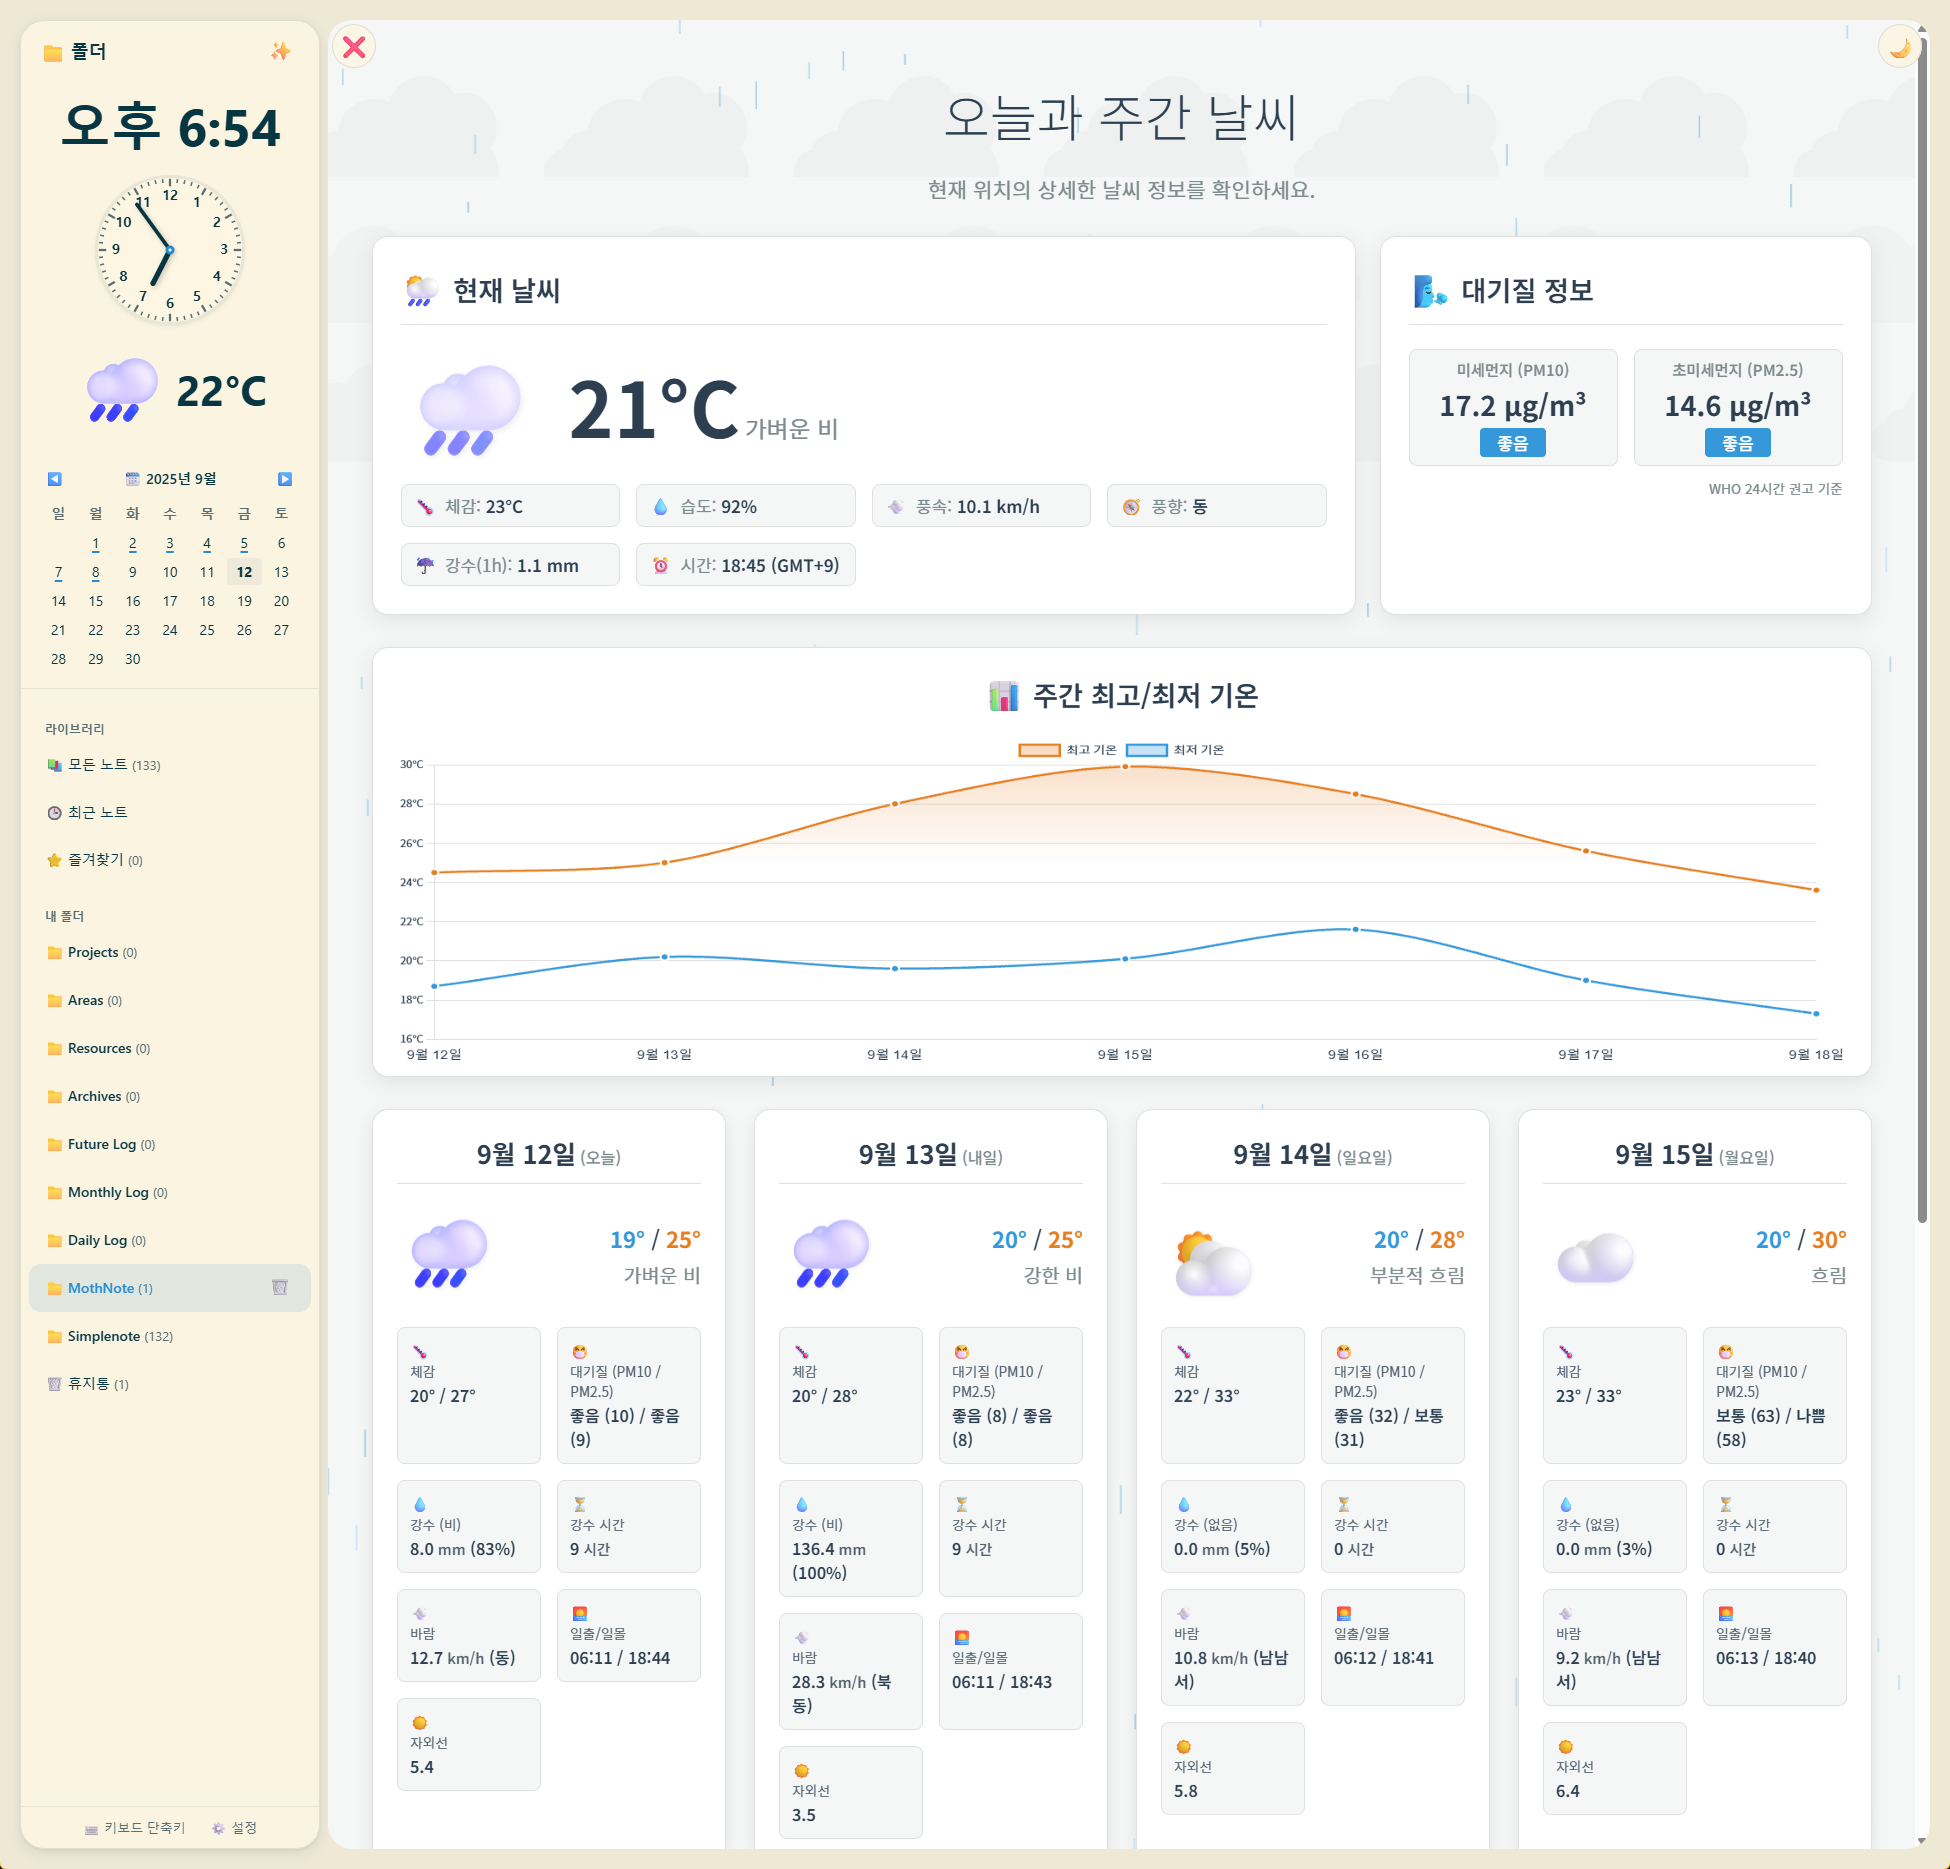 폴더
오후 6:54
12
1
2
3
4
5
6
7
8
9
10
11
22°C
2025년 9월
일 월 화 수 목 금 토
1 2 3 4 5 6
7 8 9 10 11 12 13
14 15 16 17 18 19 20
21 22 23 24 25 26 27
28 29 30
라이브러리
모든 노트 (133)
최근 노트
즐겨찾기 (0)
내 폴더
Projects (0)
Areas (0)
Resources (0)
Archives (0)
Future Log (0)
Monthly Log (0)
Daily Log (0)
MothNote (1)
Simplenote (132)
휴지통 (1)
키보드 단축키 설정
오늘과 주간 날씨
현재 위치의 상세한 날씨 정보를 확인하세요.
현재 날씨
21°C 가벼운 비
체감: 23°C
습도: 92%
풍속: 10.1 km/h
풍향: 동
강수(1h): 1.1 mm
시간: 18:45 (GMT+9)
대기질 정보
미세먼지 (PM10)
17.2 µg/m³
좋음
초미세먼지 (PM2.5)
14.6 µg/m³
좋음
WHO 24시간 권고 기준
주간 최고/최저 기온
최고 기온 최저 기온
30°C
28°C
26°C
24°C
22°C
20°C
18°C
16°C
9월 12일 9월 13일 9월 14일 9월 15일 9월 16일 9월 17일 9월 18일
9월 12일 (오늘)
19° / 25°
가벼운 비
체감
20° / 27°
대기질 (PM10 /
PM2.5)
좋음 (10) / 좋음
(9)
강수 (비)
8.0 mm (83%)
강수 시간
9 시간
바람
12.7 km/h (동)
일출/일몰
06:11 / 18:44
자외선
5.4
9월 13일 (내일)
20° / 25°
강한 비
체감
20° / 28°
대기질 (PM10 /
PM2.5)
좋음 (8) / 좋음
(8)
강수 (비)
136.4 mm
(100%)
강수 시간
9 시간
바람
28.3 km/h (북
동)
일출/일몰
06:11 / 18:43
자외선
3.5
9월 14일 (일요일)
20° / 28°
부분적 흐림
체감
22° / 33°
대기질 (PM10 /
PM2.5)
좋음 (32) / 보통
(31)
강수 (없음)
0.0 mm (5%)
강수 시간
0 시간
바람
10.8 km/h (남남
서)
일출/일몰
06:12 / 18:41
자외선
5.8
9월 15일 (월요일)
20° / 30°
흐림
체감
23° / 33°
대기질 (PM10 /
PM2.5)
보통 (63) / 나쁨
(58)
강수 (없음)
0.0 mm (3%)
강수 시간
0 시간
바람
9.2 km/h (남남
서)
일출/일몰
06:13 / 18:40
자외선
6.4